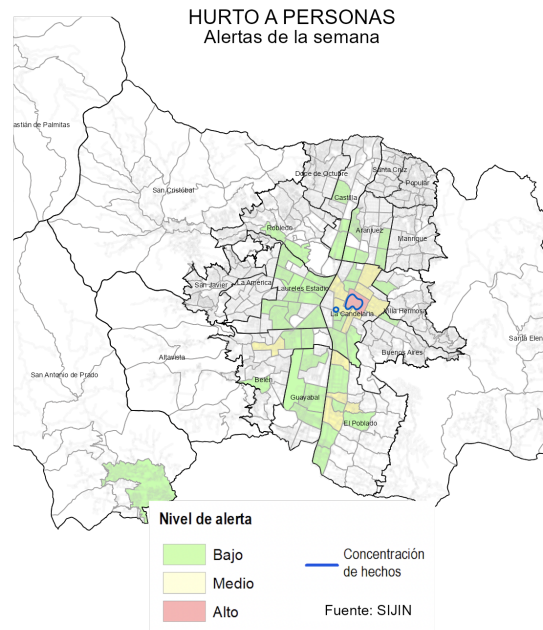 HURTO A PERSONAS
Alertas de la semana
astián de Palmitas
San Cristóbal
Doce de Octubre
Santa Cruz
Popular
Castilla
Robledo
Aranjuez
Manrique
San Javier
La América
Laureles Estadio
La Candelaria
Villa Hermosa
Santa Elen
Buenos Aires
Altavista
San Antonio de Prado
Belén
Guayabal
El Poblado
Nivel de alerta
Bajo
Medio
Alto
Concentración
de hechos
Fuente: SIJIN